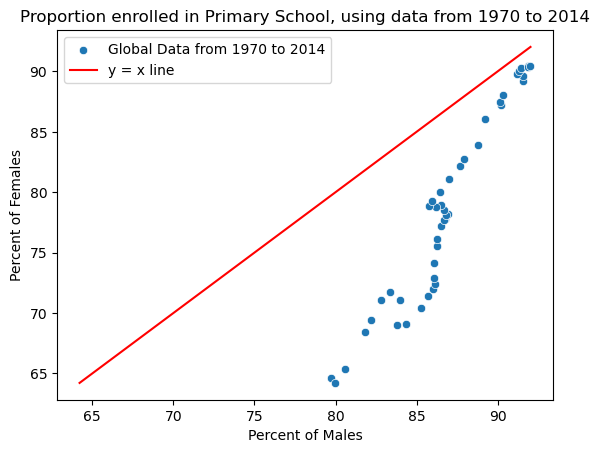 Proportion enrolled in Primary School, using data from 1970 to 2014
Global Data from 1970 to 2014
y = x line
Percent of Females
90
85
80
75
70
65
65 70 75 80 85 90
Percent of Males